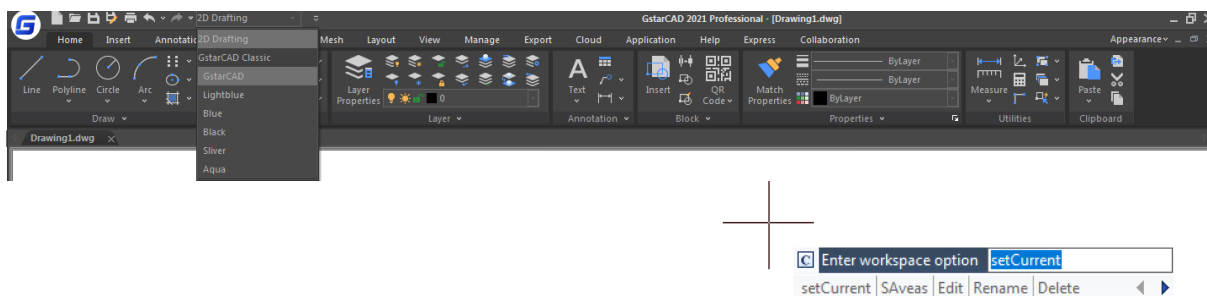 2D Drafting
GstarCAD 2021 Professional - [Drawing1.dwg]
Home Insert Annotatic Mesh Layout View Manage Export Cloud Application Help Express Collaboration Appearance
2D Drafting
GstarCAD Classic
GstarCAD
Lightblue
Blue
Black
Sliver
Aqua
Line Polyline Circle Arc
Draw
Layer
Properties
0
Layer
Text
Annotation
Insert
QR
Code
Block
Match
Properties
ByLayer
ByLayer
ByLayer
Properties
Measure
Utilities
Paste
Clipboard
Drawing1.dwg
Enter workspace option setCurrent
setCurrent SAveas Edit Rename Delete